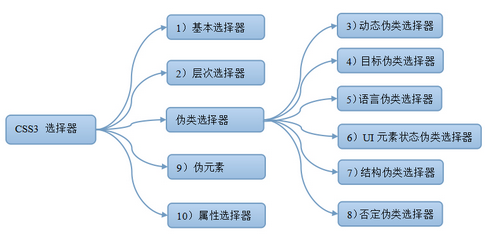 CSS3 选择器
1）基本选择器
2）层次选择器
伪类选择器
9）伪元素
10）属性选择器
3）动态伪类选择器
4）目标伪类选择器
5）语言伪类选择器
6）UI 元素状态伪类选择器
7）结构伪类选择器
8）否定伪类选择器